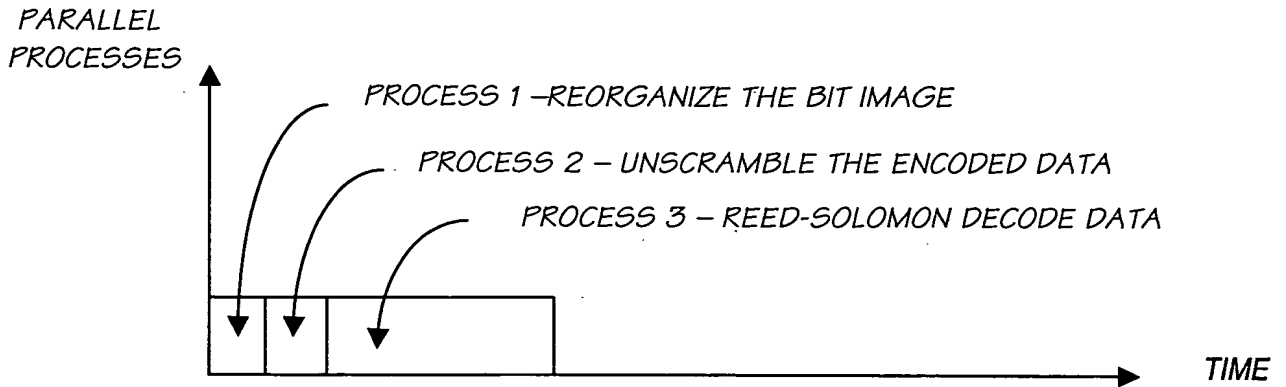 PARALLEL
PROCESSES
PROCESS 1 –REORGANIZE THE BIT IMAGE
PROCESS 2 – UNSCRAMBLE THE ENCODED DATA
PROCESS 3 – REED-SOLOMON DECODE DATA
TIME